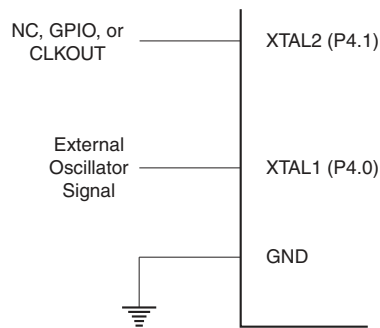 NC, GPIO, or
CLKOUT
XTAL2 (P4.1)
External
Oscillator
Signal
XTAL1 (P4.0)
GND